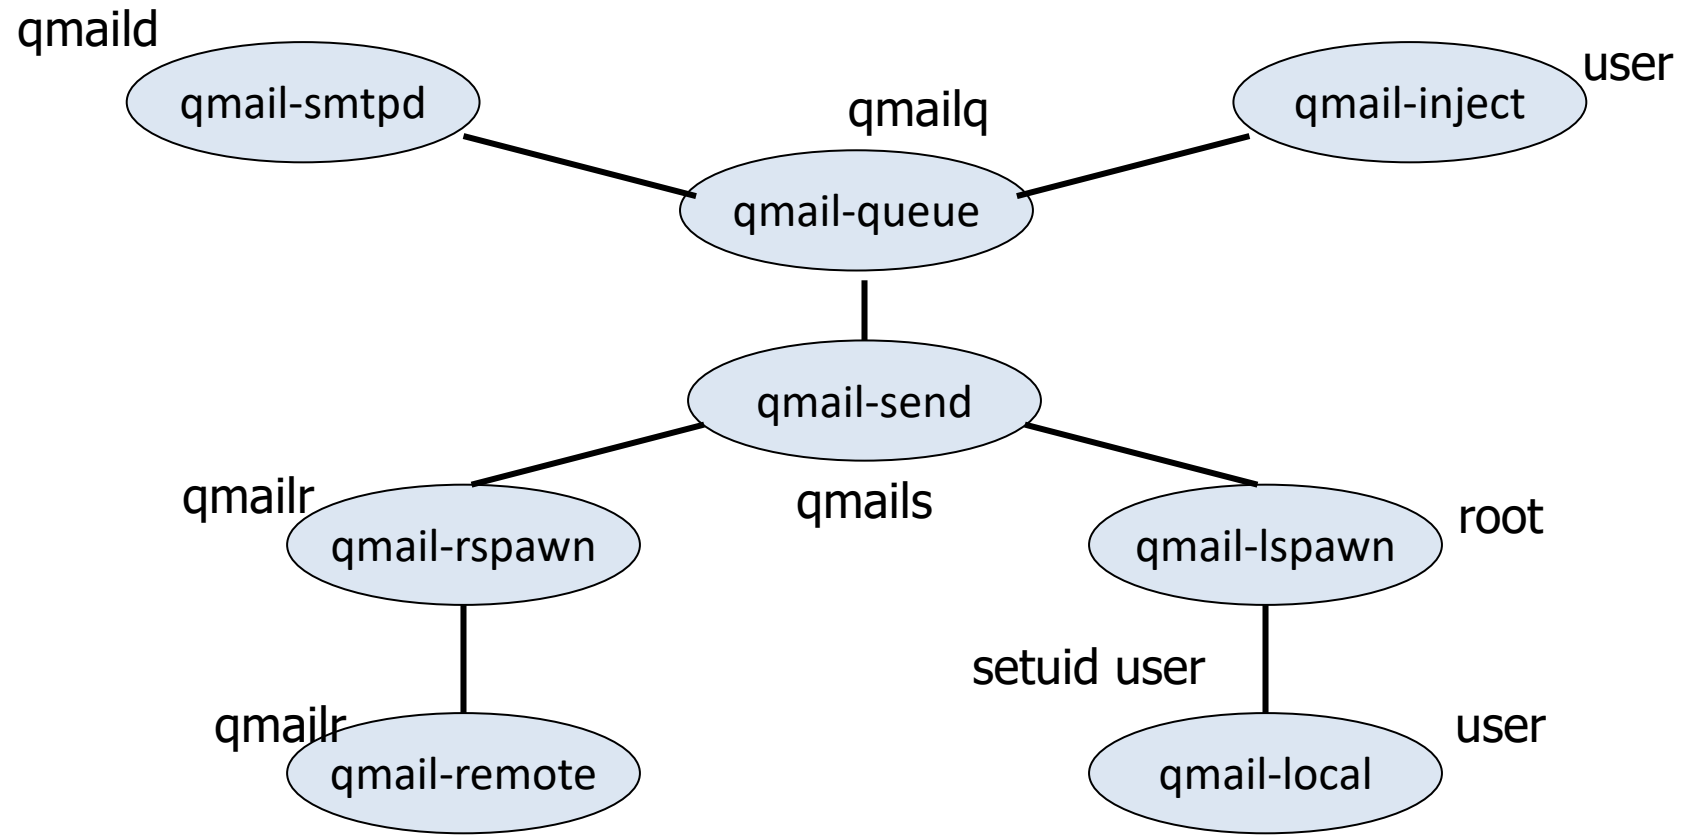 qmaild
qmail-smtpd
qmailq
qmail-inject
user
qmail-queue
qmail-send
qmailr
qmails
root
qmail-rspawn
qmail-lspawn
setuid user
qmailr
user
qmail-remote
qmail-local